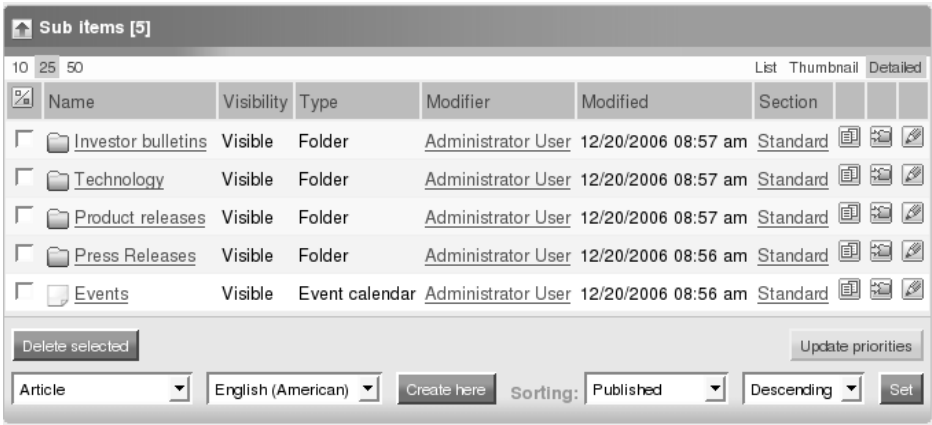 Sub items [5]
10 25 50 List Thumbnail Detailed
Name Visibility Type Modifier Modified Section
Investor bulletins Visible Folder Administrator User 12/20/2006 08:57 am Standard
Technology Visible Folder Administrator User 12/20/2006 08:57 am Standard
Product releases Visible Folder Administrator User 12/20/2006 08:57 am Standard
Press Releases Visible Folder Administrator User 12/20/2006 08:56 am Standard
Events Visible Event calendar Administrator User 12/20/2006 08:56 am Standard
Delete selected Update priorities
Article English (American) Create here Sorting: Published Descending Set